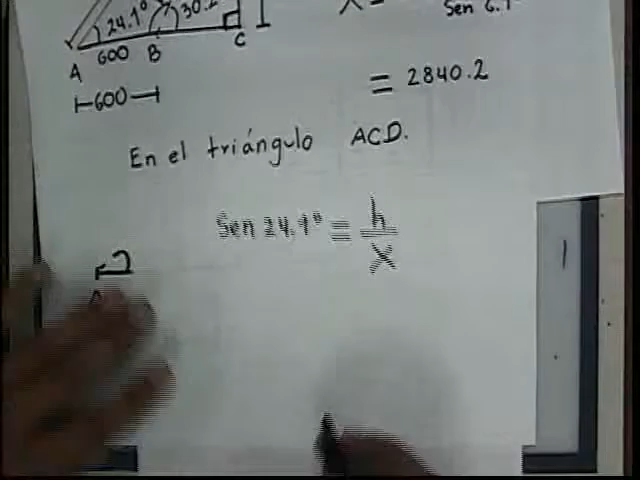 24.1° 30.2
A 600 B C
600
Sen 6.1
= 2840.2
En el triángulo ACD.
Sen 24.1° = h
x